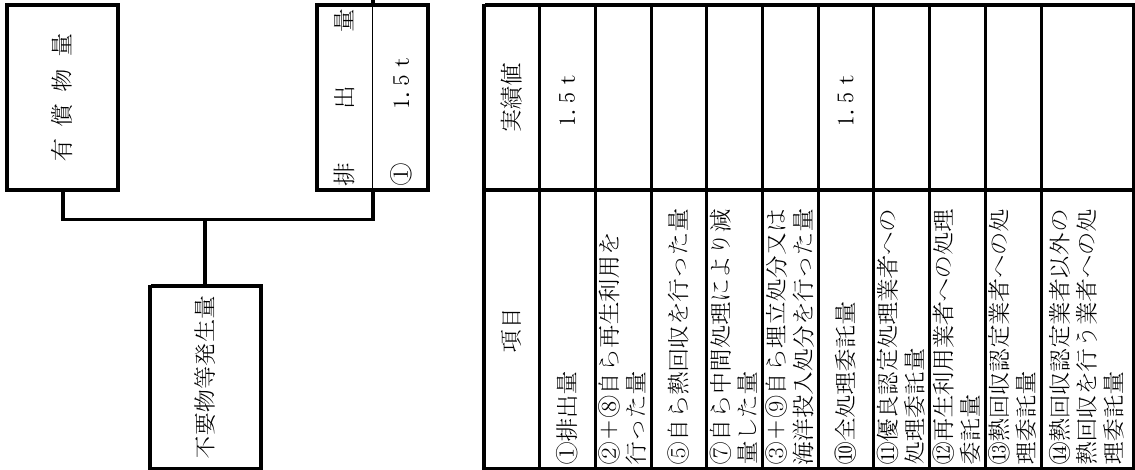 不要物等発生量
有償物量
排出量
① 1.5t
項目
実績値
①排出量
1.5t
②+⑧自ら再生利用を
行った量
⑤自ら熱回収を行った量
⑦自ら中間処理により減
量した量
③+⑨自ら埋立処分又は
海洋投入処分を行った量
⑩全処理委託量
1.5t
⑪優良認定処理業者への
処理委託量
⑫再生利用業者への処理
委託量
⑬熱回収認定業者への処
理委託量
⑭熱回収認定業者以外の
熱回収を行う業者への処
理委託量